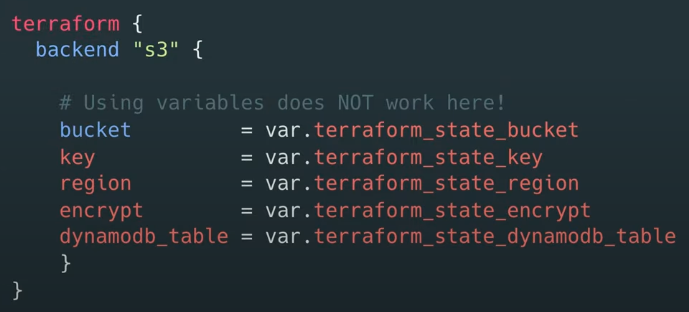 terraform {
  backend "s3" {
    # Using variables does NOT work here!
    bucket         = var.terraform_state_bucket
    key            = var.terraform_state_key
    region         = var.terraform_state_region
    encrypt        = var.terraform_state_encrypt
    dynamodb_table = var.terraform_state_dynamodb_table
    }
}